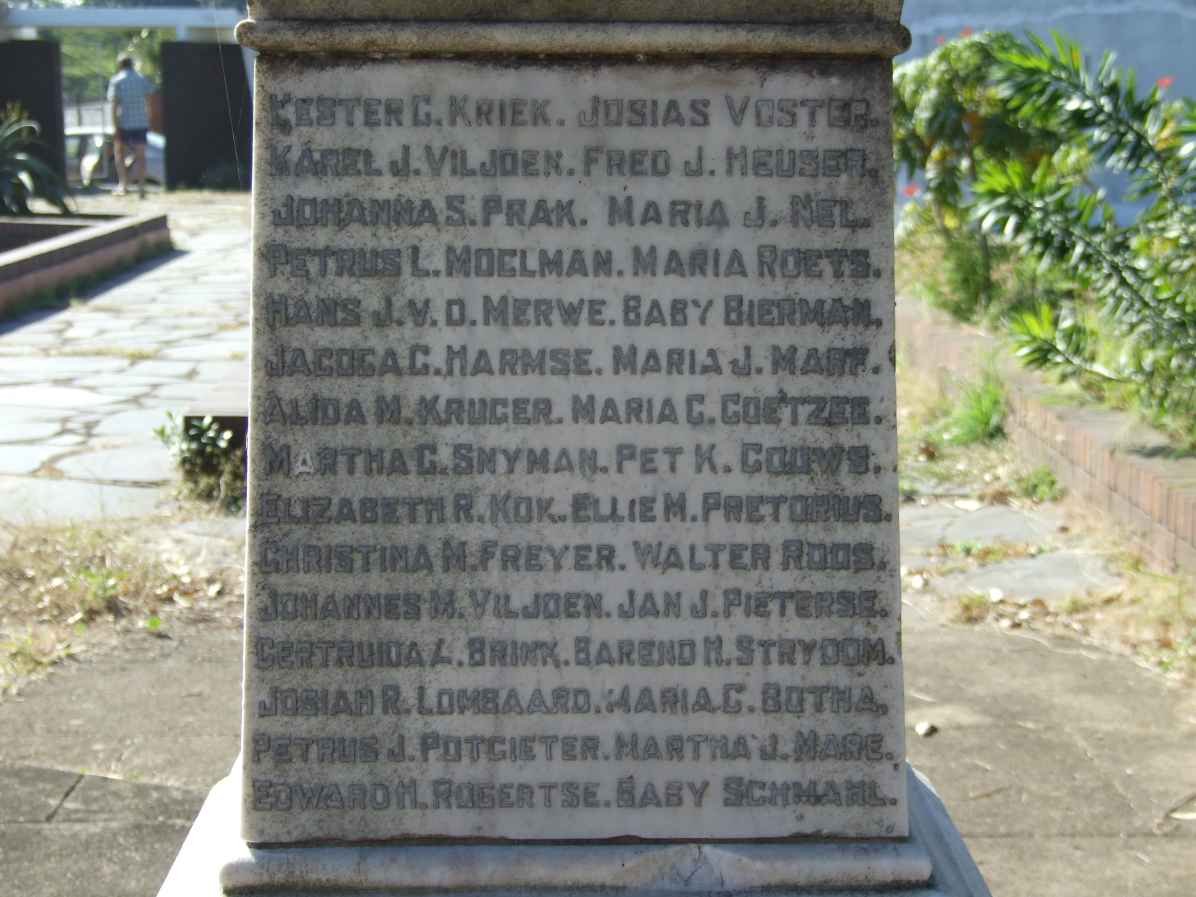 HESTER C. KRIEK. JOSIAS VOSTER.
KAREL J. VILJOEN. FRED J. HEUSER.
JOHANNA S. PRAK. MARIA J. NEL.
PETRUS L. MOELMAN. MARIA ROETS.
HANS J. V. D. MERWE. BABY BIERMAN.
JACOBA C. HARMSE. MARIA J. MARE.
ALIDA M. KRUGER. MARIA C. COETZEE.
MARTHA C. SNYMAN. PET K. GOUWS.
ELIZABETH R. KOK. ELLIE M. PRETORIUS.
CHRISTINA M. FREYER. WALTER ROOS.
JOHANNES M. VILJOEN. JAN J. PIETERSE.
GERTRUIDA A. BRINK. BAREND H. STRYDOM.
JOSIAH R. LOMBAARD. MARIA C. BOTHA.
PETRUS J. POTGIETER. MARTHA J. MARE.
EDWARD H. ROBERTSE. BABY SCHMAHL.